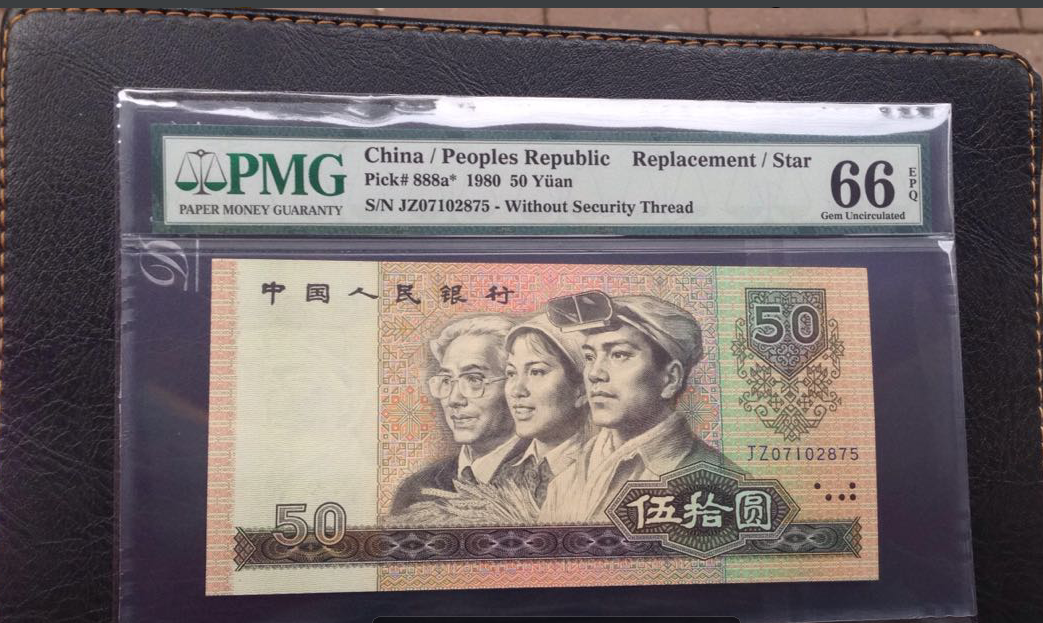 PMG
PAPER MONEY GUARANTY
China / Peoples Republic Replacement / Star
Pick# 888a* 1980 50 Yüan
S/N JZ07102875 - Without Security Thread
66
EPQ
Gem Uncirculated
中国人民银行
50
JZ07102875
50
伍拾圆